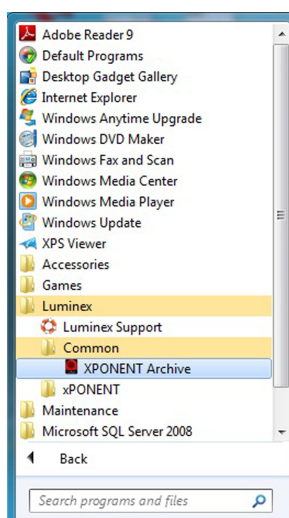 Adobe Reader 9
Default Programs
Desktop Gadget Gallery
Internet Explorer
Windows Anytime Upgrade
Windows DVD Maker
Windows Fax and Scan
Windows Media Center
Windows Media Player
Windows Update
XPS Viewer
Accessories
Games
Luminex
Luminex Support
Common
XPONENT Archive
xPONENT
Maintenance
Microsoft SQL Server 2008
Back
Search programs and files